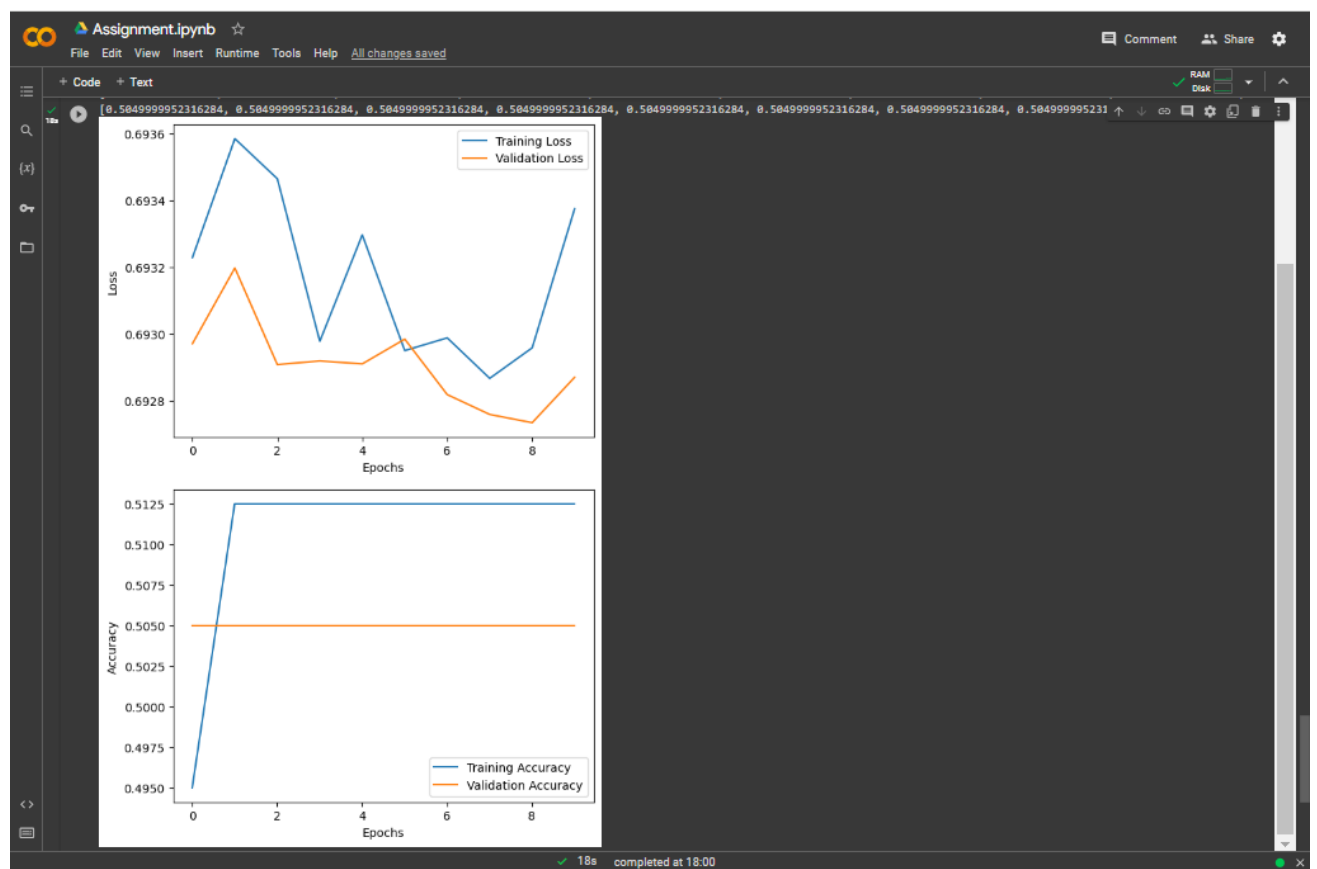 Assignment.ipynb
Comment Share
File Edit View Insert Runtime Tools Help All changes saved
+ Code + Text
RAM
Disk
18s
[0.5049999952316284, 0.5049999952316284, 0.5049999952316284, 0.5049999952316284, 0.5049999952316284, 0.5049999952316284, 0.5049999952316284, 0.50499999523
{x}
0.6936
0.6934
0.6932
0.6930
0.6928
Loss
Training Loss
Validation Loss
0 2 4 6 8
Epochs
0.5125
0.5100
0.5075
0.5050
0.5025
0.5000
0.4975
0.4950
Accuracy
Training Accuracy
Validation Accuracy
0 2 4 6 8
Epochs
18s completed at 18:00